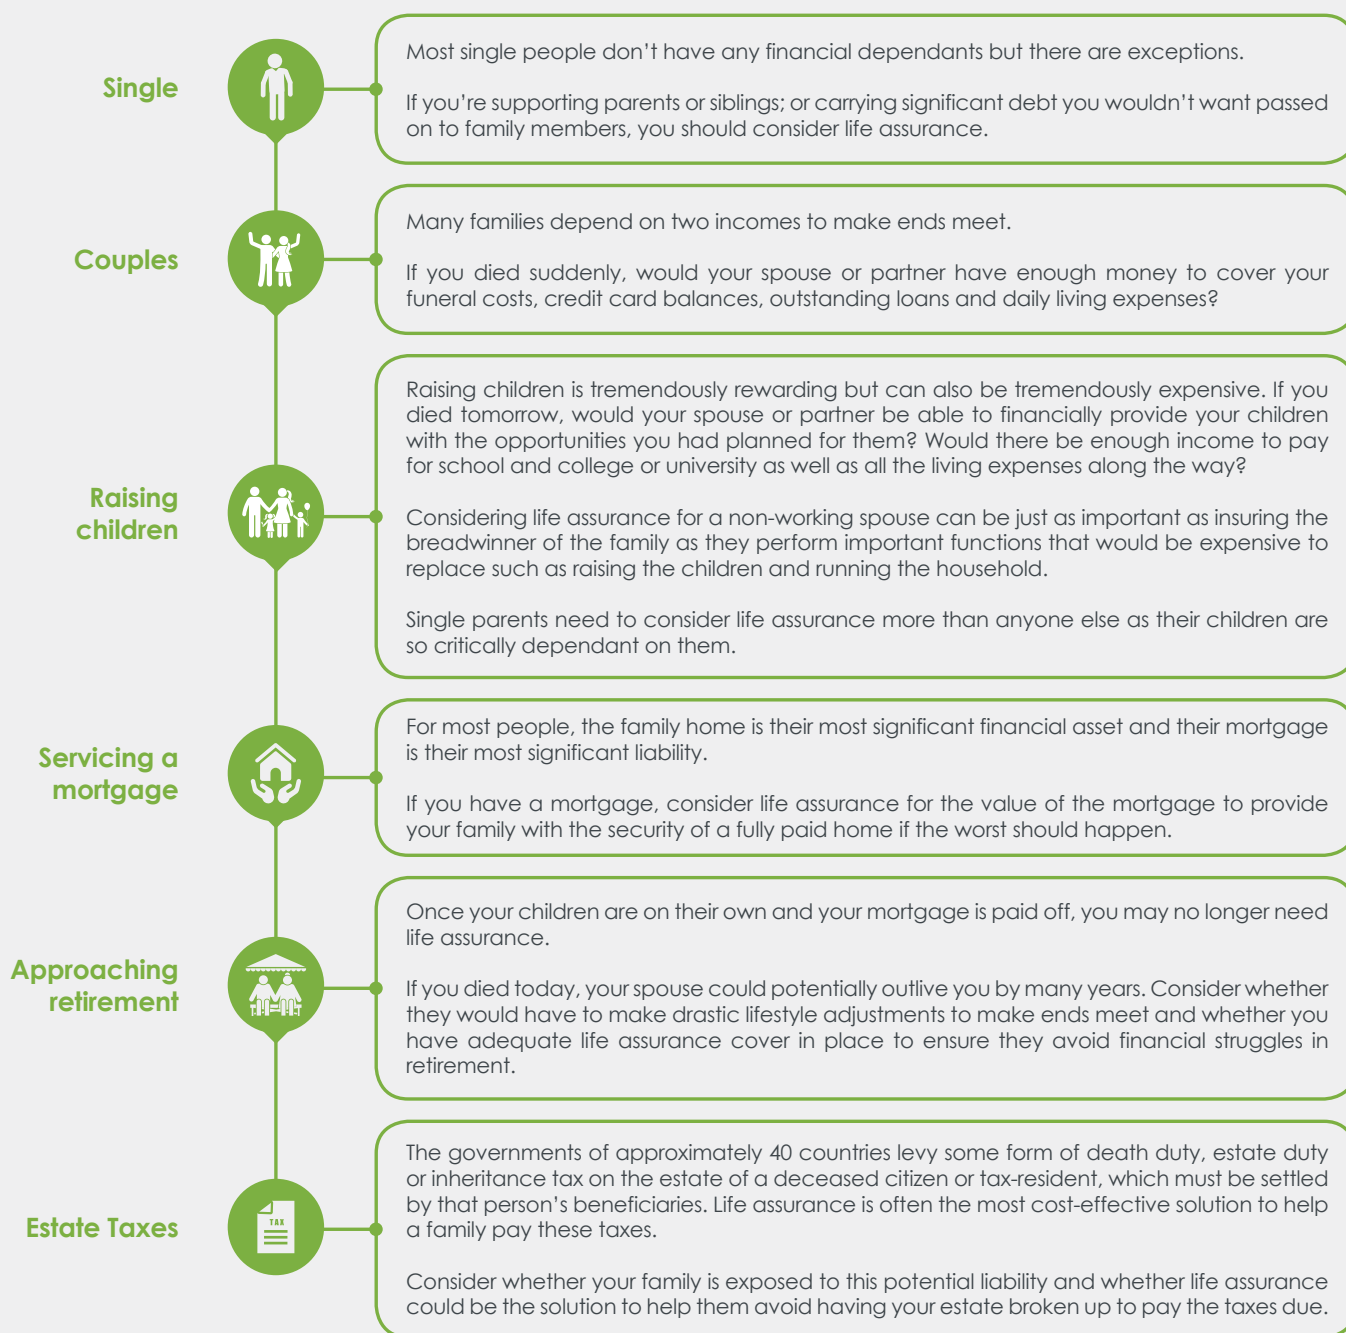 Single
Most single people don't have any financial dependants but there are exceptions.
If you're supporting parents or siblings; or carrying significant debt you wouldn't want passed
on to family members, you should consider life assurance.
Couples
Many families depend on two incomes to make ends meet.
If you died suddenly, would your spouse or partner have enough money to cover your
funeral costs, credit card balances, outstanding loans and daily living expenses?
Raising
children
Raising children is tremendously rewarding but can also be tremendously expensive. If you
died tomorrow, would your spouse or partner be able to financially provide your children
with the opportunities you had planned for them? Would there be enough income to pay
for school and college or university as well as all the living expenses along the way?
Considering life assurance for a non-working spouse can be just as important as insuring the
breadwinner of the family as they perform important functions that would be expensive to
replace such as raising the children and running the household.
Single parents need to consider life assurance more than anyone else as their children are
so critically dependant on them.
Servicing a
mortgage
For most people, the family home is their most significant financial asset and their mortgage
is their most significant liability.
If you have a mortgage, consider life assurance for the value of the mortgage to provide
your family with the security of a fully paid home if the worst should happen.
Approaching
retirement
Once your children are on their own and your mortgage is paid off, you may no longer need
life assurance.
If you died today, your spouse could potentially outlive you by many years. Consider whether
they would have to make drastic lifestyle adjustments to make ends meet and whether you
have adequate life assurance cover in place to ensure they avoid financial struggles in
retirement.
Estate Taxes
TAX
The governments of approximately 40 countries levy some form of death duty, estate duty
or inheritance tax on the estate of a deceased citizen or tax-resident, which must be settled
by that person's beneficiaries. Life assurance is often the most cost-effective solution to help
a family pay these taxes.
Consider whether your family is exposed to this potential liability and whether life assurance
could be the solution to help them avoid having your estate broken up to pay the taxes due.